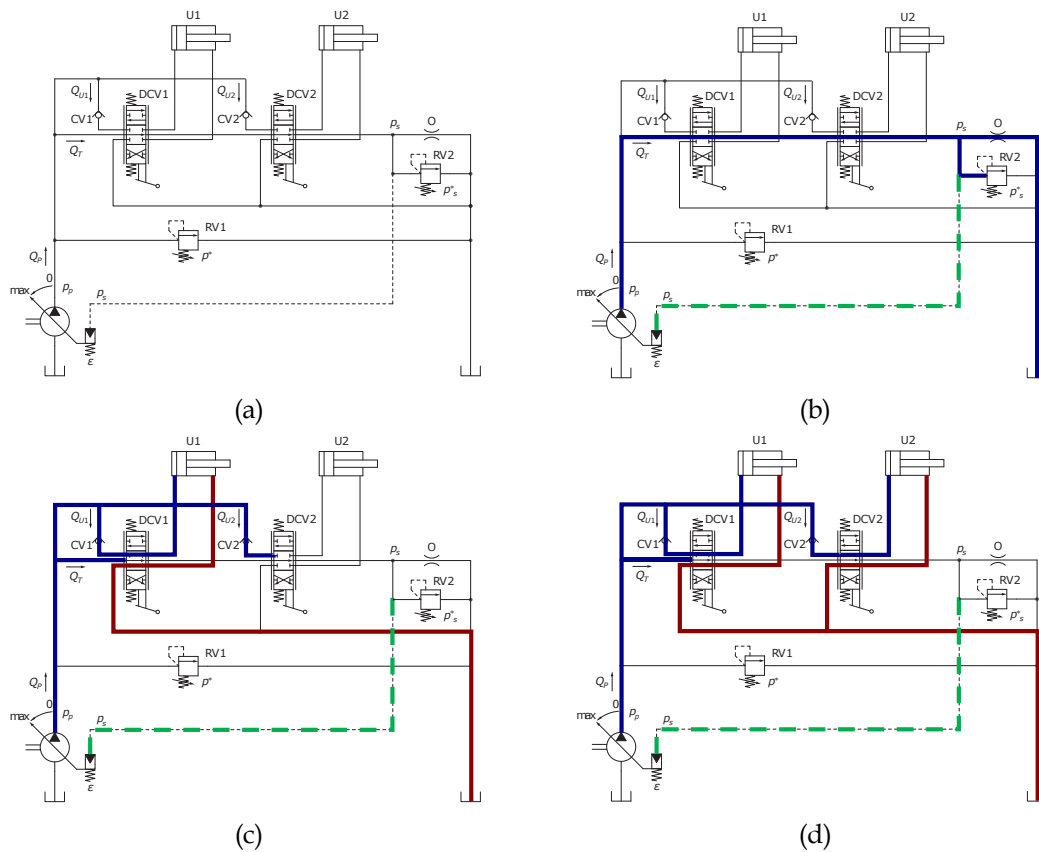 U1 U2
Q_U1 DCV1 Q_U2 DCV2
CV1 CV2 p_s O
Q_T RV2
p*_s
RV1
Q_P p*
0
max p_p p_s
ε
(a)
U1 U2
Q_U1 DCV1 Q_U2 DCV2
CV1 CV2 p_s O
Q_T RV2
p*_s
RV1
Q_P p*
0
max p_p p_s
ε
(b)
U1 U2
Q_U1 DCV1 Q_U2 DCV2
CV1 CV2 p_s O
Q_T RV2
p*_s
RV1
Q_P p*
0
max p_p p_s
ε
(c)
U1 U2
Q_U1 DCV1 Q_U2 DCV2
CV1 CV2 p_s O
Q_T RV2
p*_s
RV1
Q_P p*
0
max p_p p_s
ε
(d)